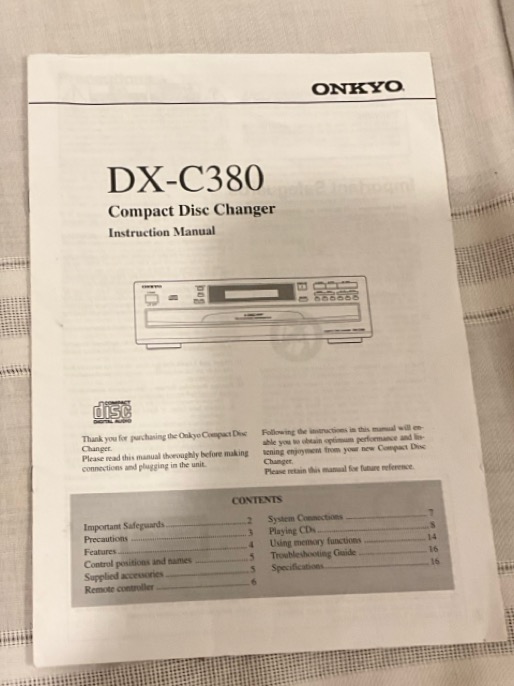 ONKYO
DX-C380
Compact Disc Changer
Instruction Manual
ONKYO
COMPACT
disc
DIGITAL AUDIO
Thank you for purchasing the Onkyo Compact Disc
Changer.
Please read this manual thoroughly before making
connections and plugging in the unit.
Following the instructions in this manual will en-
able you to obtain optimum performance and lis-
tening enjoyment from your new Compact Disc
Changer.
Please retain this manual for future reference.
CONTENTS
Important Safeguards 2
Precautions 3
Features 4
Control positions and names 5
Supplied accessories 5
Remote controller 6
System Connections 7
Playing CDs 8
Using memory functions 14
Troubleshooting Guide 16
Specifications 16